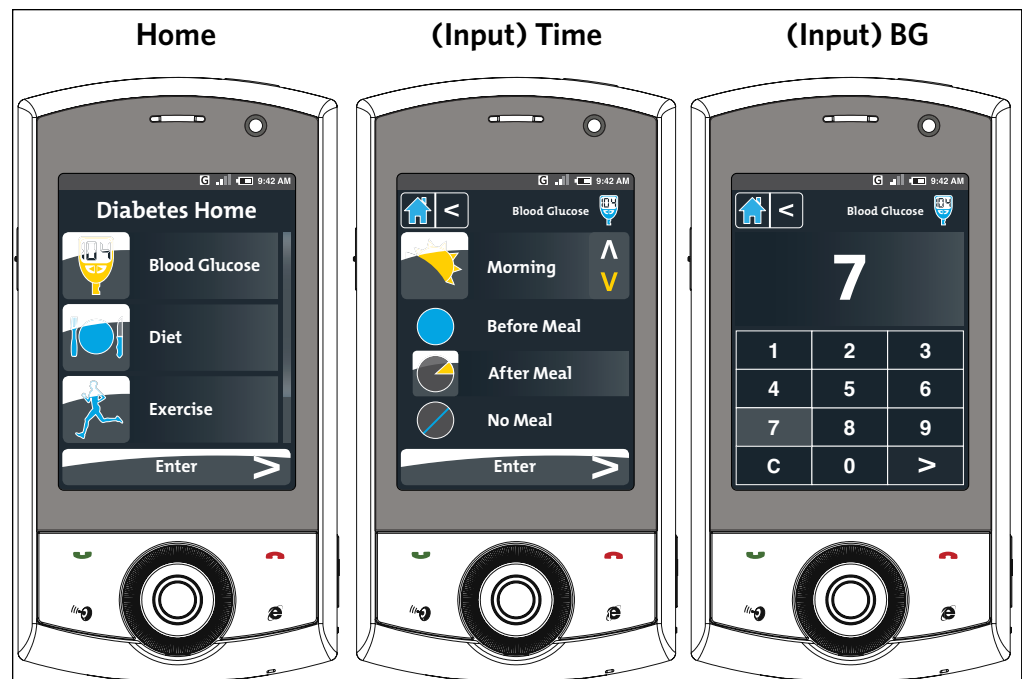 Home
G 9:42 AM
Diabetes Home
104
Blood Glucose
Diet
Exercise
Enter >
(Input) Time
G 9:42 AM
< Blood Glucose 104
Morning
Before Meal
After Meal
No Meal
Enter >
(Input) BG
G 9:42 AM
< Blood Glucose 104
7
1 2 3
4 5 6
7 8 9
C 0 >